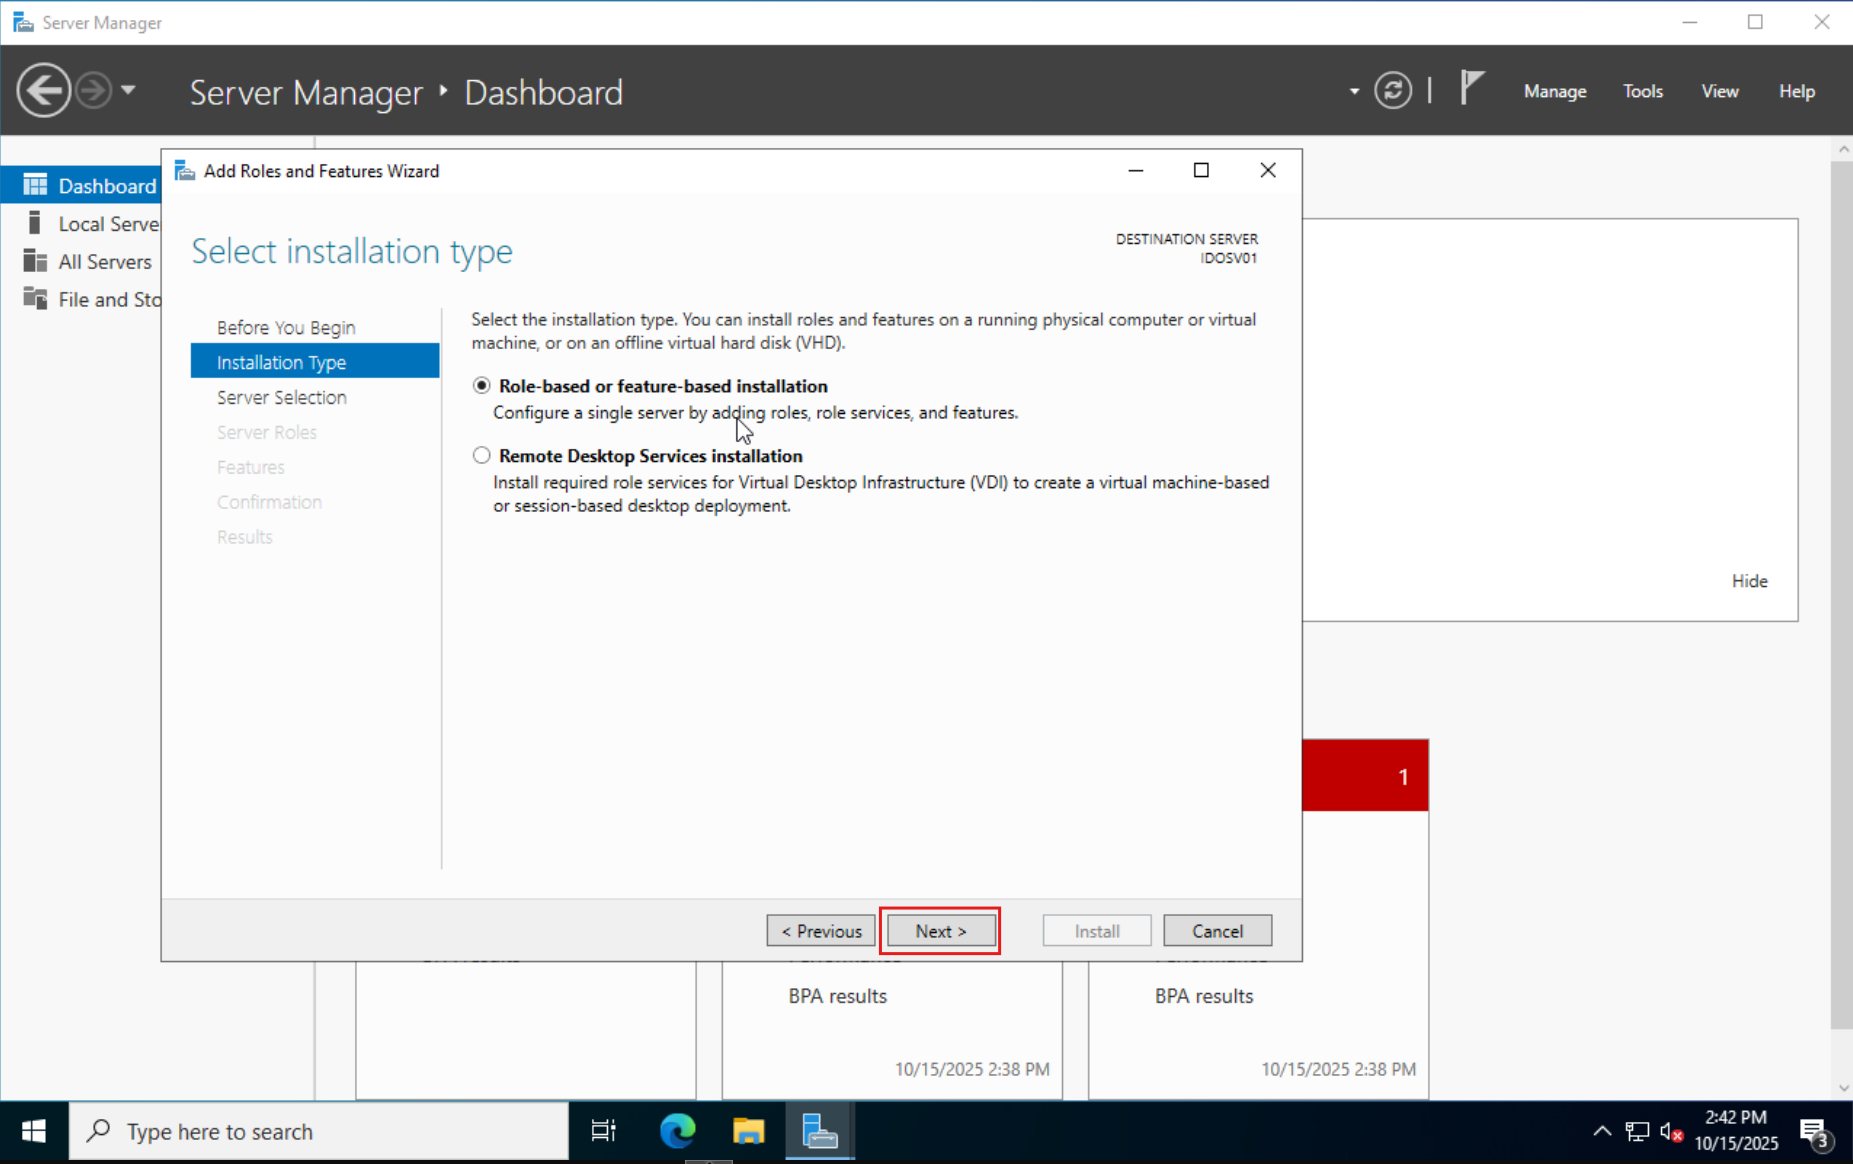 Server Manager
Server Manager ‣ Dashboard
Manage Tools View Help
Dashboard
Local Serve
All Servers
File and Sto
Add Roles and Features Wizard
Select installation type
DESTINATION SERVER
IDOSV01
Before You Begin
Installation Type
Server Selection
Server Roles
Features
Confirmation
Results
Select the installation type. You can install roles and features on a running physical computer or virtual
machine, or on an offline virtual hard disk (VHD).
Role-based or feature-based installation
Configure a single server by adding roles, role services, and features.
Remote Desktop Services installation
Install required role services for Virtual Desktop Infrastructure (VDI) to create a virtual machine-based
or session-based desktop deployment.
< Previous
Next >
Install
Cancel
Hide
1
BPA results
10/15/2025 2:38 PM
BPA results
10/15/2025 2:38 PM
Type here to search
2:42 PM
10/15/2025
3